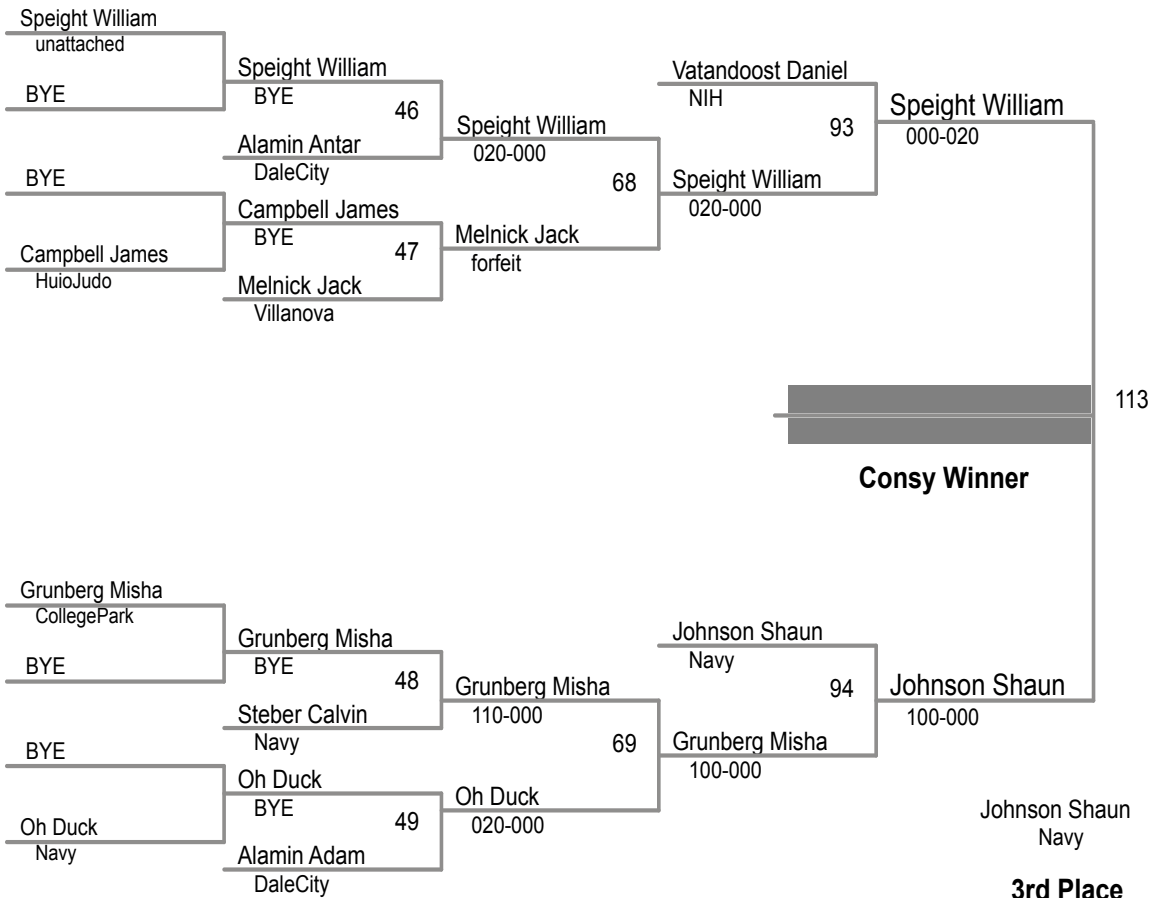 Speight William
unattached
BYE
BYE
Campbell James
HuioJudo
Speight William
BYE
46
Alamin Antar
DaleCity
Campbell James
BYE
47
Melnick Jack
Villanova
Speight William
020-000
68
Melnick Jack
forfeit
Vatandoost Daniel
NIH
93
Speight William
020-000
Speight William
000-020
113
Consy Winner
Grunberg Misha
CollegePark
BYE
BYE
Oh Duck
Navy
Grunberg Misha
BYE
48
Steber Calvin
Navy
Oh Duck
BYE
49
Alamin Adam
DaleCity
Grunberg Misha
110-000
69
Oh Duck
020-000
Johnson Shaun
Navy
94
Grunberg Misha
100-000
Johnson Shaun
100-000
Johnson Shaun
Navy
3rd Place